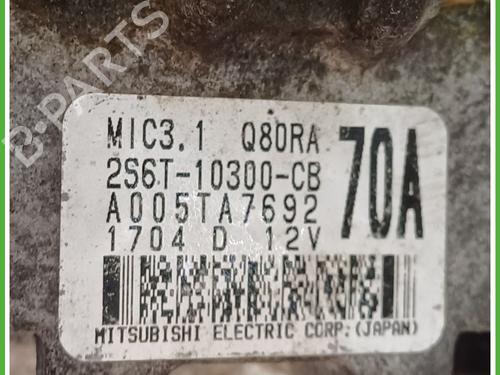 B-PARTS
MIC3.1 Q80RA
2S6T-10300-CB
70A
A005TA7692
1704 D 12V
MITSUBISHI ELECTRIC CORP.(JAPAN)